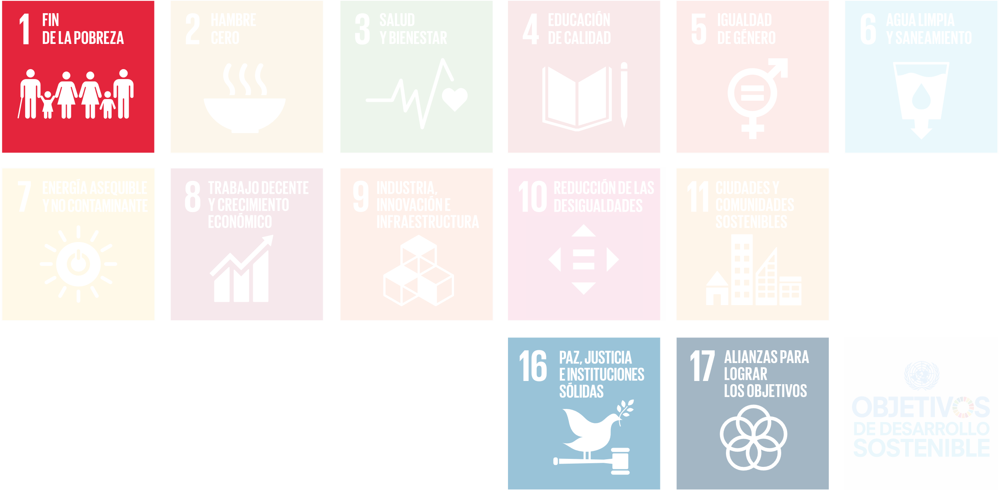 1 FIN
DE LA POBREZA
2 HAMBRE
CERO
3 SALUD
Y BIENESTAR
4 EDUCACIÓN
DE CALIDAD
5 IGUALDAD
DE GÉNERO
6 AGUA LIMPIA
Y SANEAMIENTO
7 ENERGÍA ASEQUIBLE
Y NO CONTAMINANTE
8 TRABAJO DECENTE
Y CRECIMIENTO
ECONÓMICO
9 INDUSTRIA,
INNOVACIÓN E
INFRAESTRUCTURA
10 REDUCCIÓN DE LAS
DESIGUALDADES
11 CIUDADES Y
COMUNIDADES
SOSTENIBLES
16 PAZ, JUSTICIA
E INSTITUCIONES
SÓLIDAS
17 ALIANZAS PARA
LOGRAR
LOS OBJETIVOS
OBJETIVOS
DE DESARROLLO
SOSTENIBLE